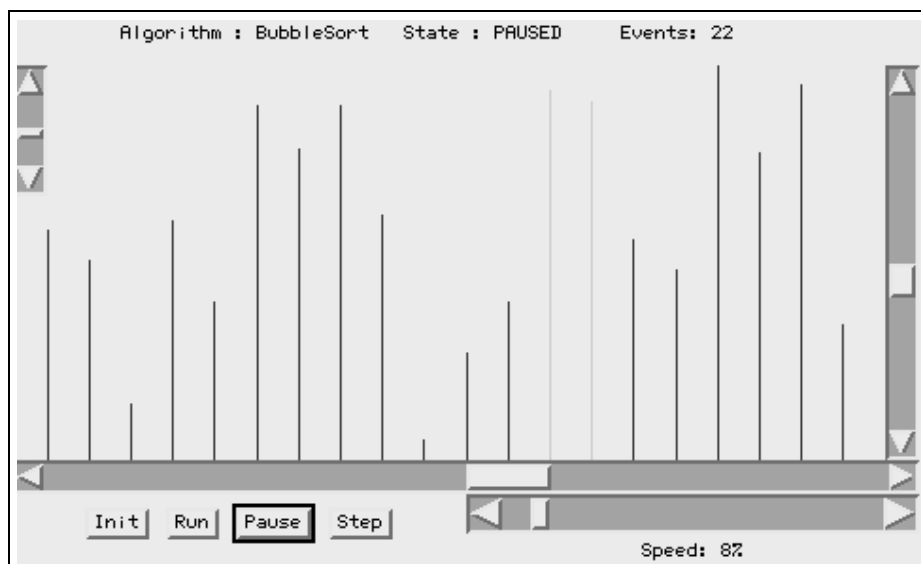 Algorithm : BubbleSort State : PAUSED Events: 22
Init Run Pause Step
Speed: 8%